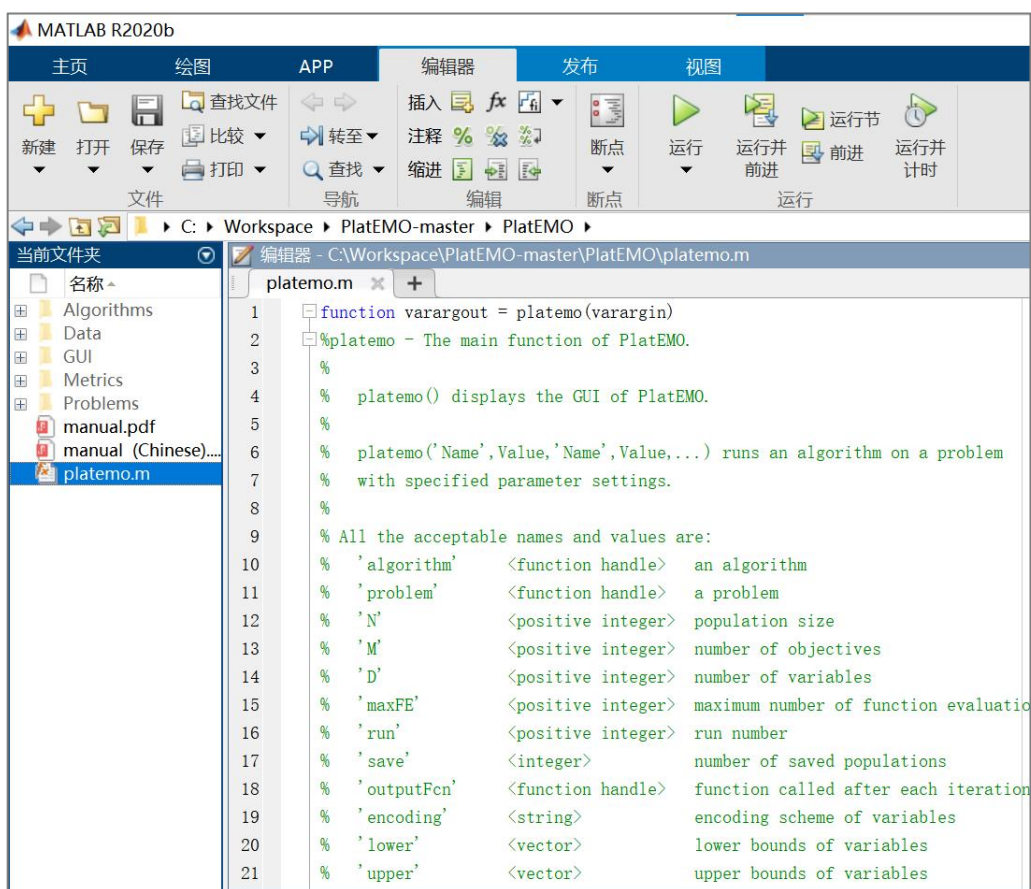 MATLAB R2020b
主页 绘图 APP 编辑器 发布 视图
新建 打开 保存 查找文件 比较 打印
转至 查找
插入 fx
注释 %
缩进
断点
运行 运行并前进 运行节 前进 运行并计时
文件 导航 编辑 断点 运行
C: Workspace PlatEMO-master PlatEMO
当前文件夹
名称
Algorithms
Data
GUI
Metrics
Problems
manual.pdf
manual (Chinese)....
platemo.m
编辑器 - C:\Workspace\PlatEMO-master\PlatEMO\platemo.m
platemo.m
1 function varargout = platemo(varargin)
2 %platemo - The main function of PlatEMO.
3 %
4 % platemo() displays the GUI of PlatEMO.
5 %
6 % platemo('Name',Value,'Name',Value,...) runs an algorithm on a problem
7 % with specified parameter settings.
8 %
9 % All the acceptable names and values are:
10 % 'algorithm' <function handle> an algorithm
11 % 'problem' <function handle> a problem
12 % 'N' <positive integer> population size
13 % 'M' <positive integer> number of objectives
14 % 'D' <positive integer> number of variables
15 % 'maxFE' <positive integer> maximum number of function evaluatio
16 % 'run' <positive integer> run number
17 % 'save' <integer> number of saved populations
18 % 'outputFcn' <function handle> function called after each iteration
19 % 'encoding' <string> encoding scheme of variables
20 % 'lower' <vector> lower bounds of variables
21 % 'upper' <vector> upper bounds of variables